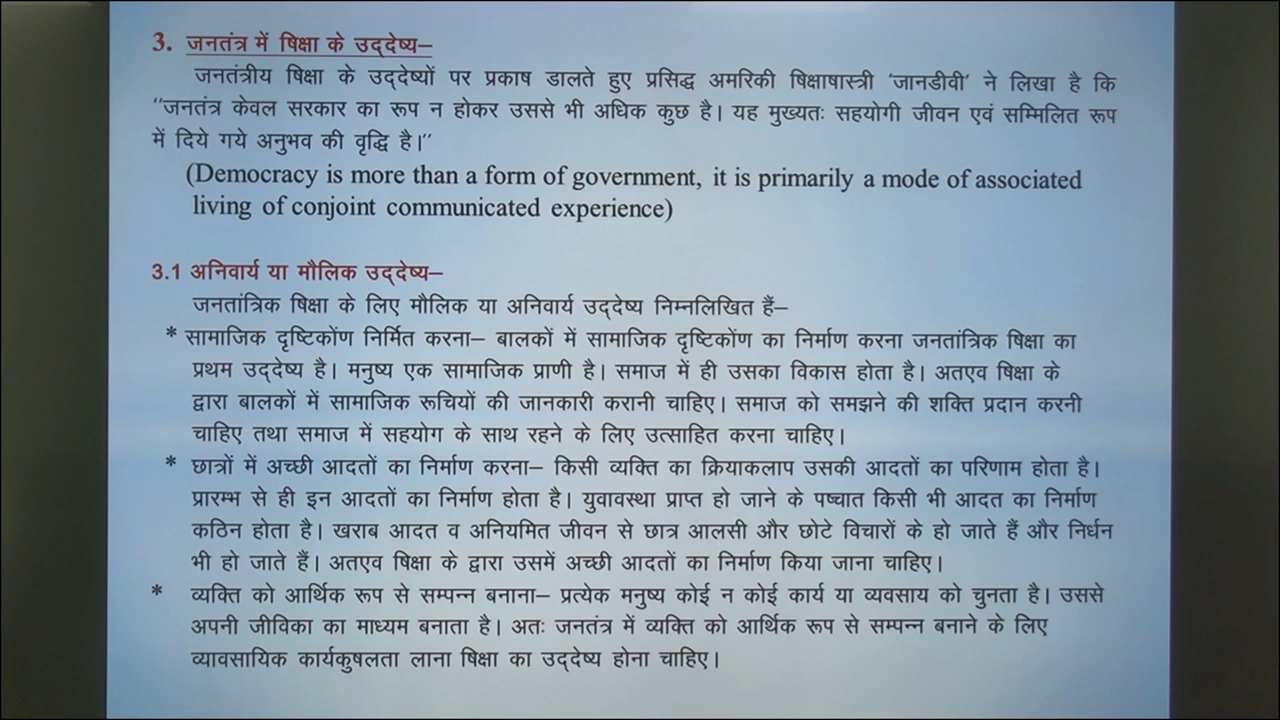 3. जनतंत्र में षिक्षा के उद्देष्य–
जनतंत्रीय षिक्षा के उद्देष्यों पर प्रकाष डालते हुए प्रसिद्ध अमरिकी षिक्षाषास्त्री ‘जानडीवी’ ने लिखा है कि
“जनतंत्र केवल सरकार का रूप न होकर उससे भी अधिक कुछ है। यह मुख्यतः सहयोगी जीवन एवं सम्मिलित रूप
में दिये गये अनुभव की वृद्धि है।”
(Democracy is more than a form of government, it is primarily a mode of associated
living of conjoint communicated experience)
3.1 अनिवार्य या मौलिक उद्देष्य–
जनतांत्रिक षिक्षा के लिए मौलिक या अनिवार्य उद्देष्य निम्नलिखित हैं–
* सामाजिक दृष्टिकोंण निर्मित करना– बालकों में सामाजिक दृष्टिकोंण का निर्माण करना जनतांत्रिक षिक्षा का
प्रथम उद्देष्य है। मनुष्य एक सामाजिक प्राणी है। समाज में ही उसका विकास होता है। अतएव षिक्षा के
द्वारा बालकों में सामाजिक रूचियों की जानकारी करानी चाहिए। समाज को समझने की शक्ति प्रदान करनी
चाहिए तथा समाज में सहयोग के साथ रहने के लिए उत्साहित करना चाहिए।
* छात्रों में अच्छी आदतों का निर्माण करना– किसी व्यक्ति का क्रियाकलाप उसकी आदतों का परिणाम होता है।
प्रारम्भ से ही इन आदतों का निर्माण होता है। युवावस्था प्राप्त हो जाने के पष्चात किसी भी आदत का निर्माण
कठिन होता है। खराब आदत व अनियमित जीवन से छात्र आलसी और छोटे विचारों के हो जाते हैं और निर्धन
भी हो जाते हैं। अतएव षिक्षा के द्वारा उसमें अच्छी आदतों का निर्माण किया जाना चाहिए।
* व्यक्ति को आर्थिक रूप से सम्पन्न बनाना– प्रत्येक मनुष्य कोई न कोई कार्य या व्यवसाय को चुनता है। उससे
अपनी जीविका का माध्यम बनाता है। अतः जनतंत्र में व्यक्ति को आर्थिक रूप से सम्पन्न बनाने के लिए
व्यावसायिक कार्यकुषलता लाना षिक्षा का उद्देष्य होना चाहिए।